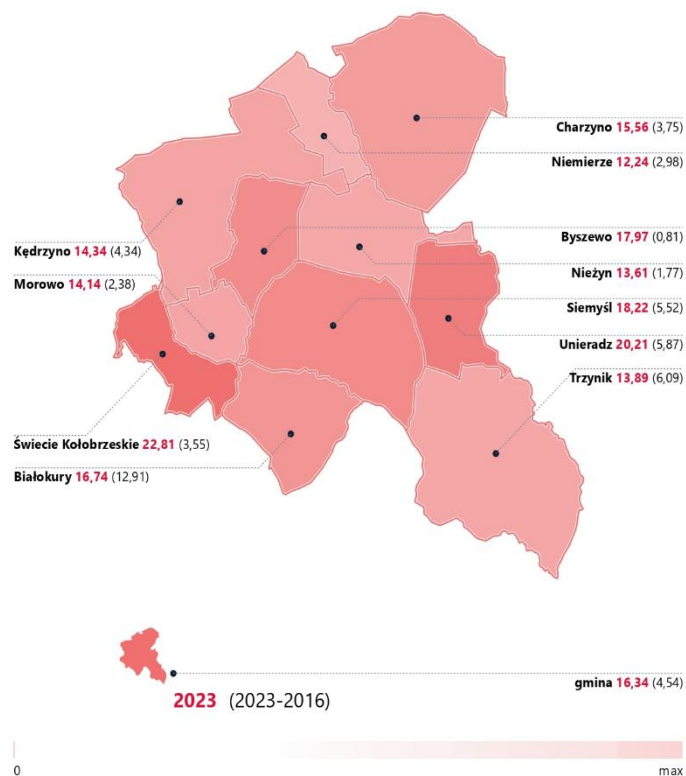 Charzyno 15,56 (3,75)
Niemierze 12,24 (2,98)
Byszewo 17,97 (0,81)
Kędrzyno 14,34 (4,34)
Nieżyn 13,61 (1,77)
Morowo 14,14 (2,38)
Siemyśl 18,22 (5,52)
Unieradz 20,21 (5,87)
Trzynik 13,89 (6,09)
Świecie Kołobrzeskie 22,81 (3,55)
Białokury 16,74 (12,91)
gmina 16,34 (4,54)
2023 (2023-2016)
0 max